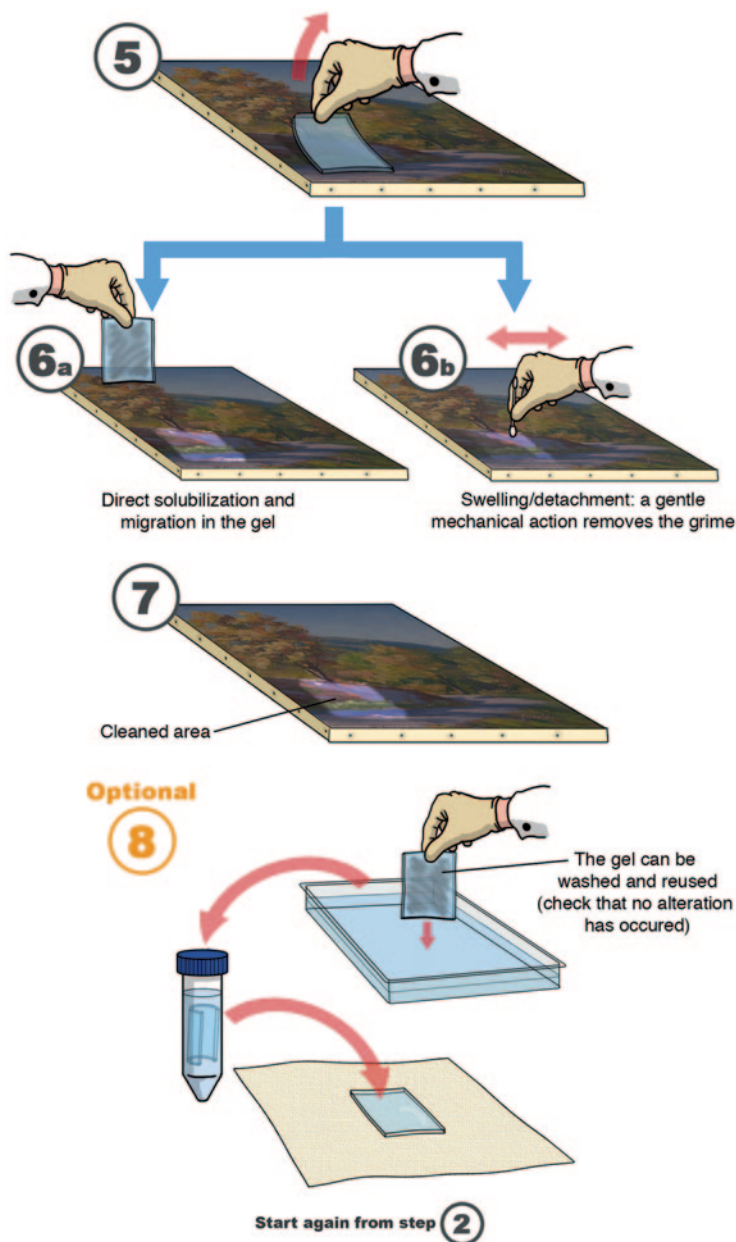 5
6a
6b
Direct solubilization and
migration in the gel
Swelling/detachment: a gentle
mechanical action removes the grime
7
Cleaned area
Optional
8
The gel can be
washed and reused
(check that no alteration
has occured)
Start again from step 2